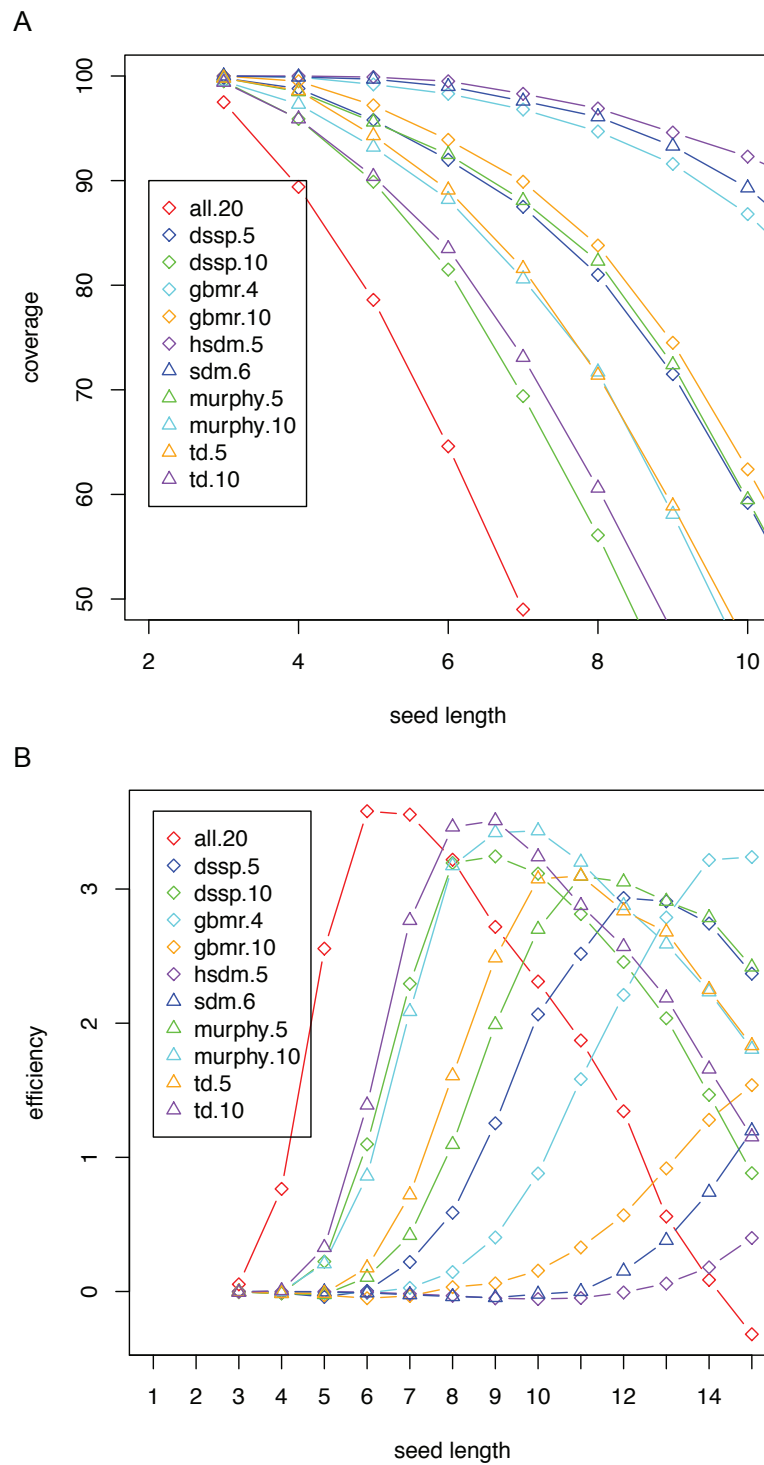 A
100
90
80
70
60
50
coverage
all.20
dssp.5
dssp.10
gbmr.4
gbmr.10
hsdm.5
sdm.6
murphy.5
murphy.10
td.5
td.10
2 4 6 8 10
seed length
B
3
2
1
0
efficiency
all.20
dssp.5
dssp.10
gbmr.4
gbmr.10
hsdm.5
sdm.6
murphy.5
murphy.10
td.5
td.10
1 2 3 4 5 6 7 8 9 10 12 14
seed length